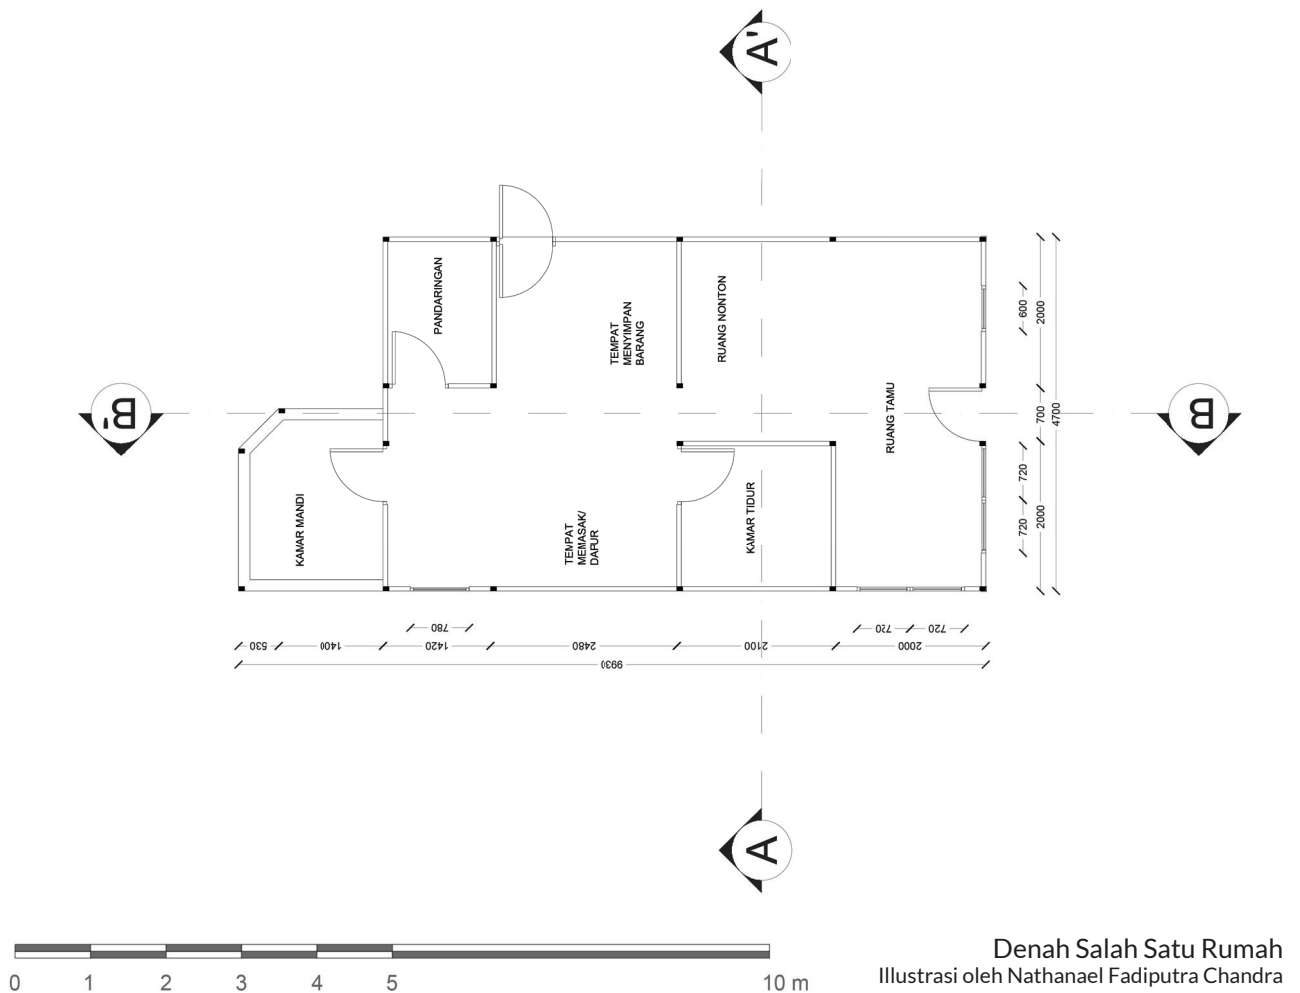 A'
PANDARINGAN
TEMPAT
MENYIMPAN
BARANG
RUANG NONTON
RUANG TAMU
600
2000
700
4700
720
720
2000
B'
B
KAMAR MANDI
TEMPAT
MEMASAK/
DAPUR
KAMAR TIDUR
780
720
720
530
1400
1420
2480
2100
2000
9930
A
0 1 2 3 4 5 10 m
Denah Salah Satu Rumah
Illustrasi oleh Nathanael Fadiputra Chandra